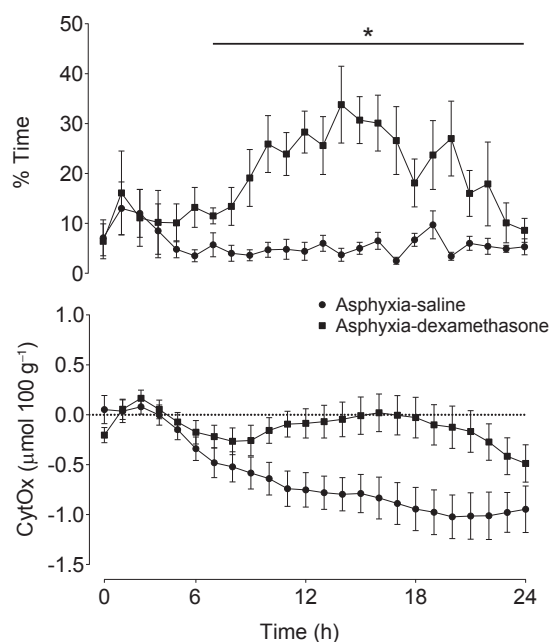 *
50
40
30
20
10
0
% Time
Asphyxia-saline
Asphyxia-dexamethasone
1.0
0.5
0.0
-0.5
-1.0
-1.5
CytOx (μmol 100 g⁻¹)
0 6 12 18 24
Time (h)